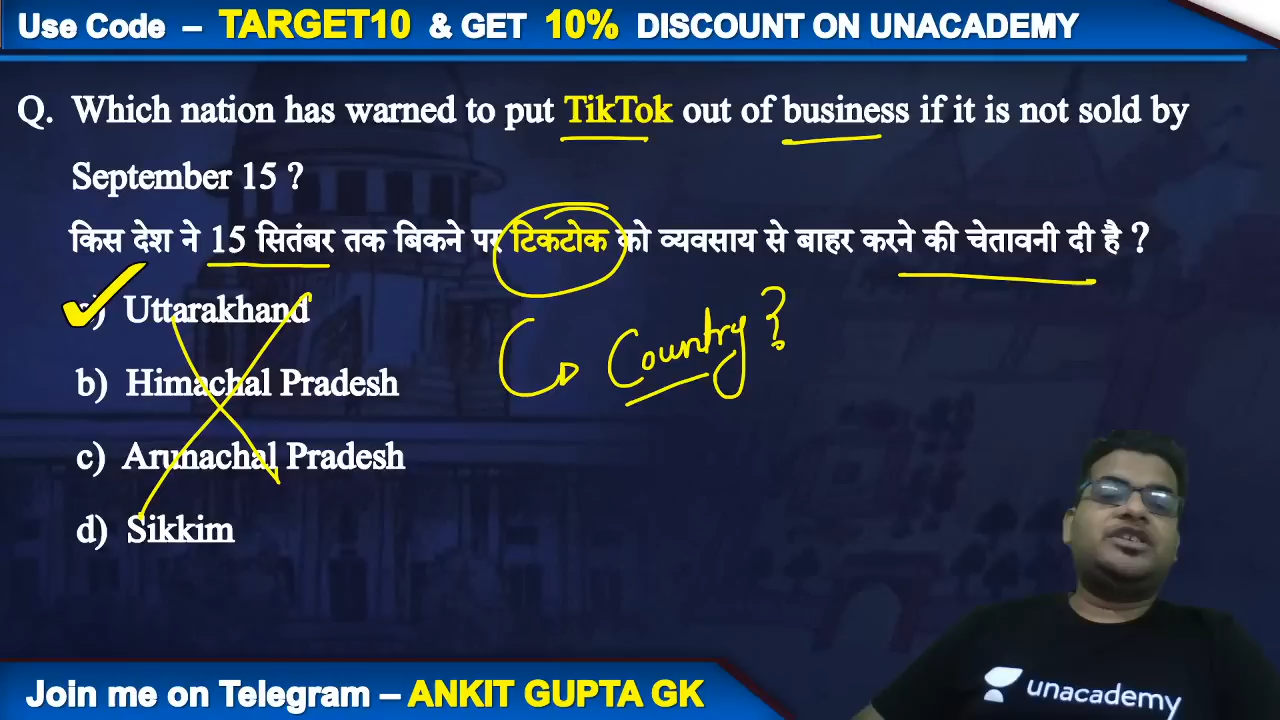 Use Code – TARGET10 & GET 10% DISCOUNT ON UNACADEMY
Q. Which nation has warned to put TikTok out of business if it is not sold by
September 15 ?
किस देश ने 15 सितंबर तक बिकने पर टिकटोक को व्यवसाय से बाहर करने की चेतावनी दी है ?
a) Uttarakhand
Country?
b) Himachal Pradesh
c) Arunachal Pradesh
d) Sikkim
unacademy
Join me on Telegram – ANKIT GUPTA GK